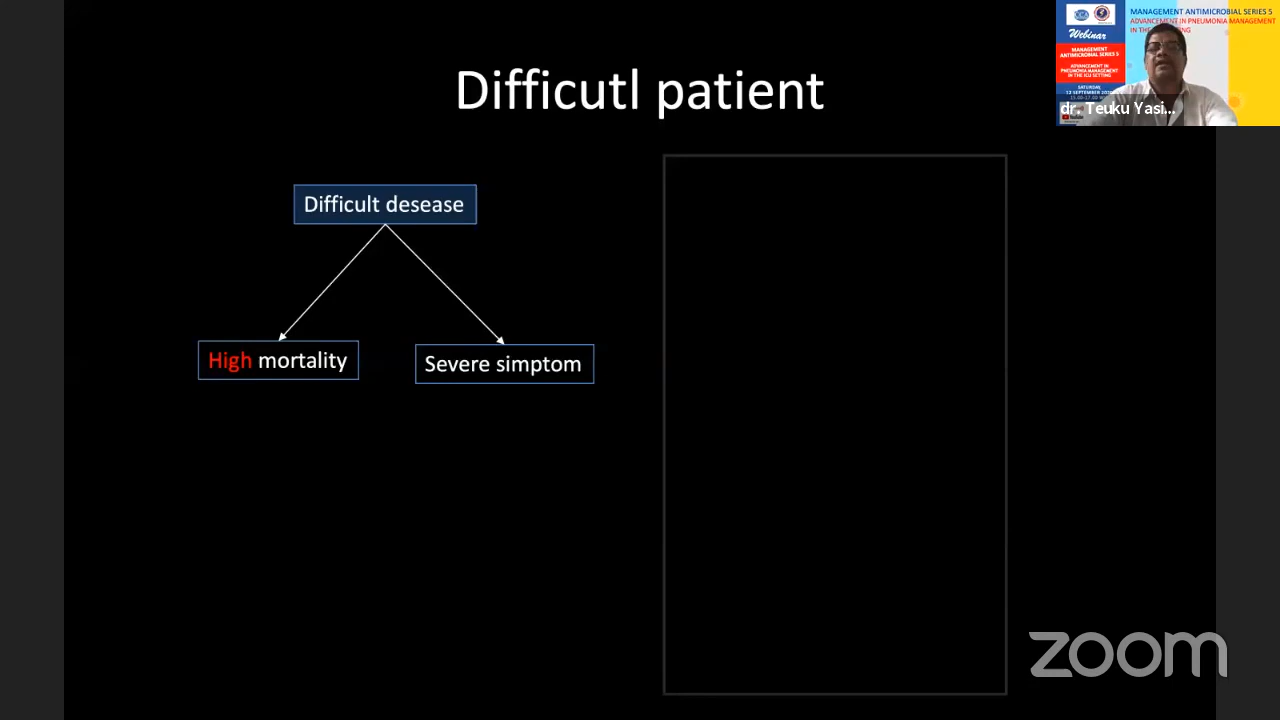 Difficutl patient
Difficult desease
High mortality
Severe simptom
MANAGEMENT ANTIMICROBIAL SERIES 5
ADVANCEMENT IN PNEUMONIA MANAGEMENT
IN THE ICU SETTING
Webinar
MANAGEMENT
ANTIMICROBIAL SERIES 5
ADVANCEMENT IN
PNEUMONIA MANAGEMENT
IN THE ICU SETTING
SATURDAY,
12 SEPTEMBER
dr. Teuku Yasi...
zoom